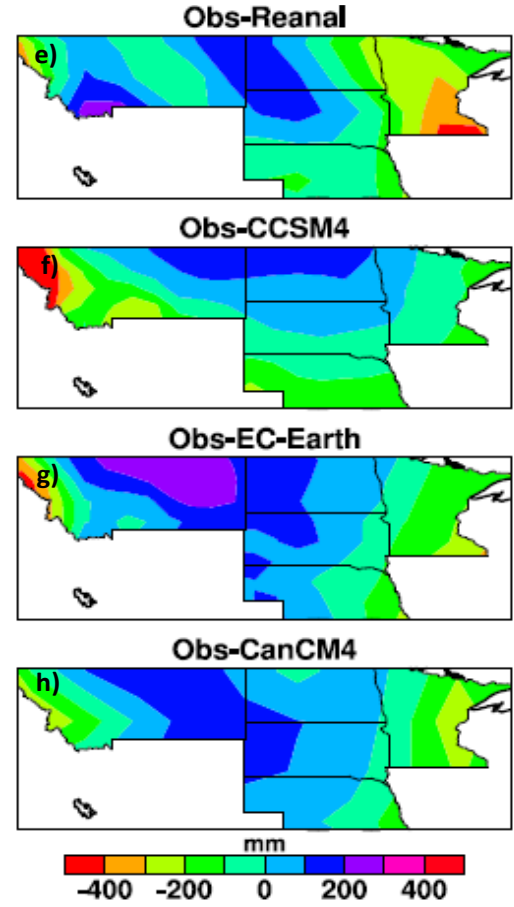 Obs-Reanal
e)
Obs-CCSM4
f)
Obs-EC-Earth
g)
Obs-CanCM4
h)
mm
-400 -200 0 200 400